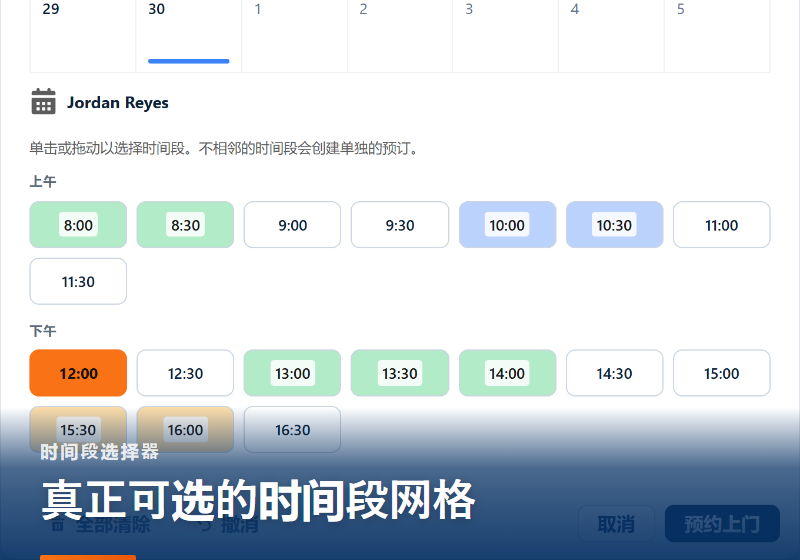 29 30 1 2 3 4 5
Jordan Reyes
单击或拖动以选择时间段。不相邻的时间段会创建单独的预订。
上午
8:00 8:30 9:00 9:30 10:00 10:30 11:00
11:30
下午
12:00 12:30 13:00 13:30 14:00 14:30 15:00
15:30 16:00 16:30
时间段选择器
真正可选的时间段网格
全部清除 撤消 取消 预约上门